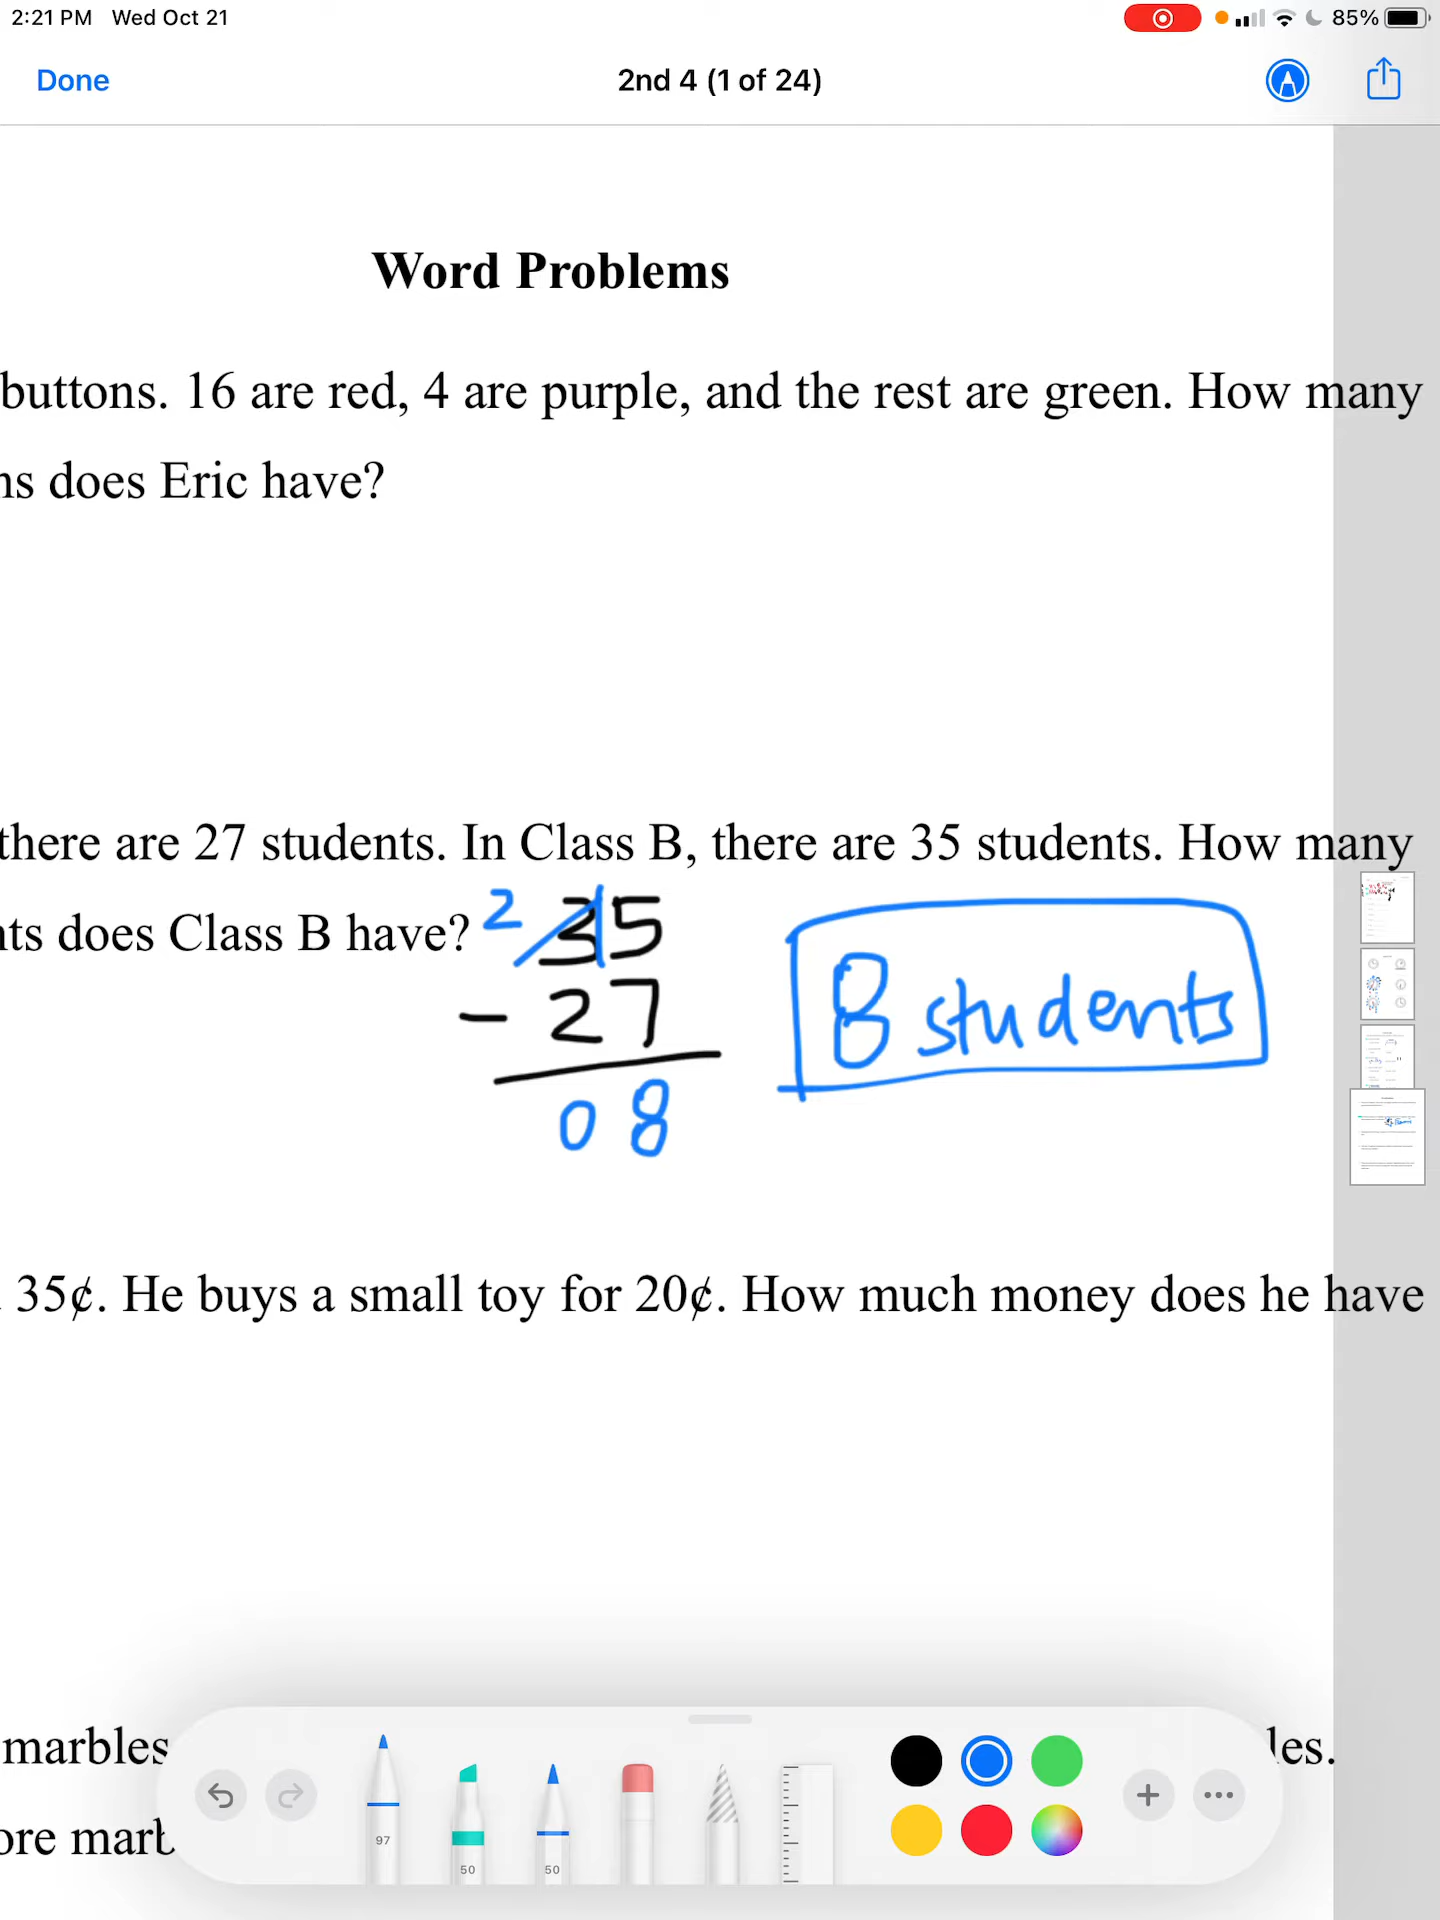 2:21 PM Wed Oct 21 85%
Done 2nd 4 (1 of 24)
Word Problems
buttons. 16 are red, 4 are purple, and the rest are green. How many
ns does Eric have?
there are 27 students. In Class B, there are 35 students. How many
nts does Class B have?
2 35
- 27
08
8 students
35¢. He buys a small toy for 20¢. How much money does he have
marbles les.
ore mart
97 50 50